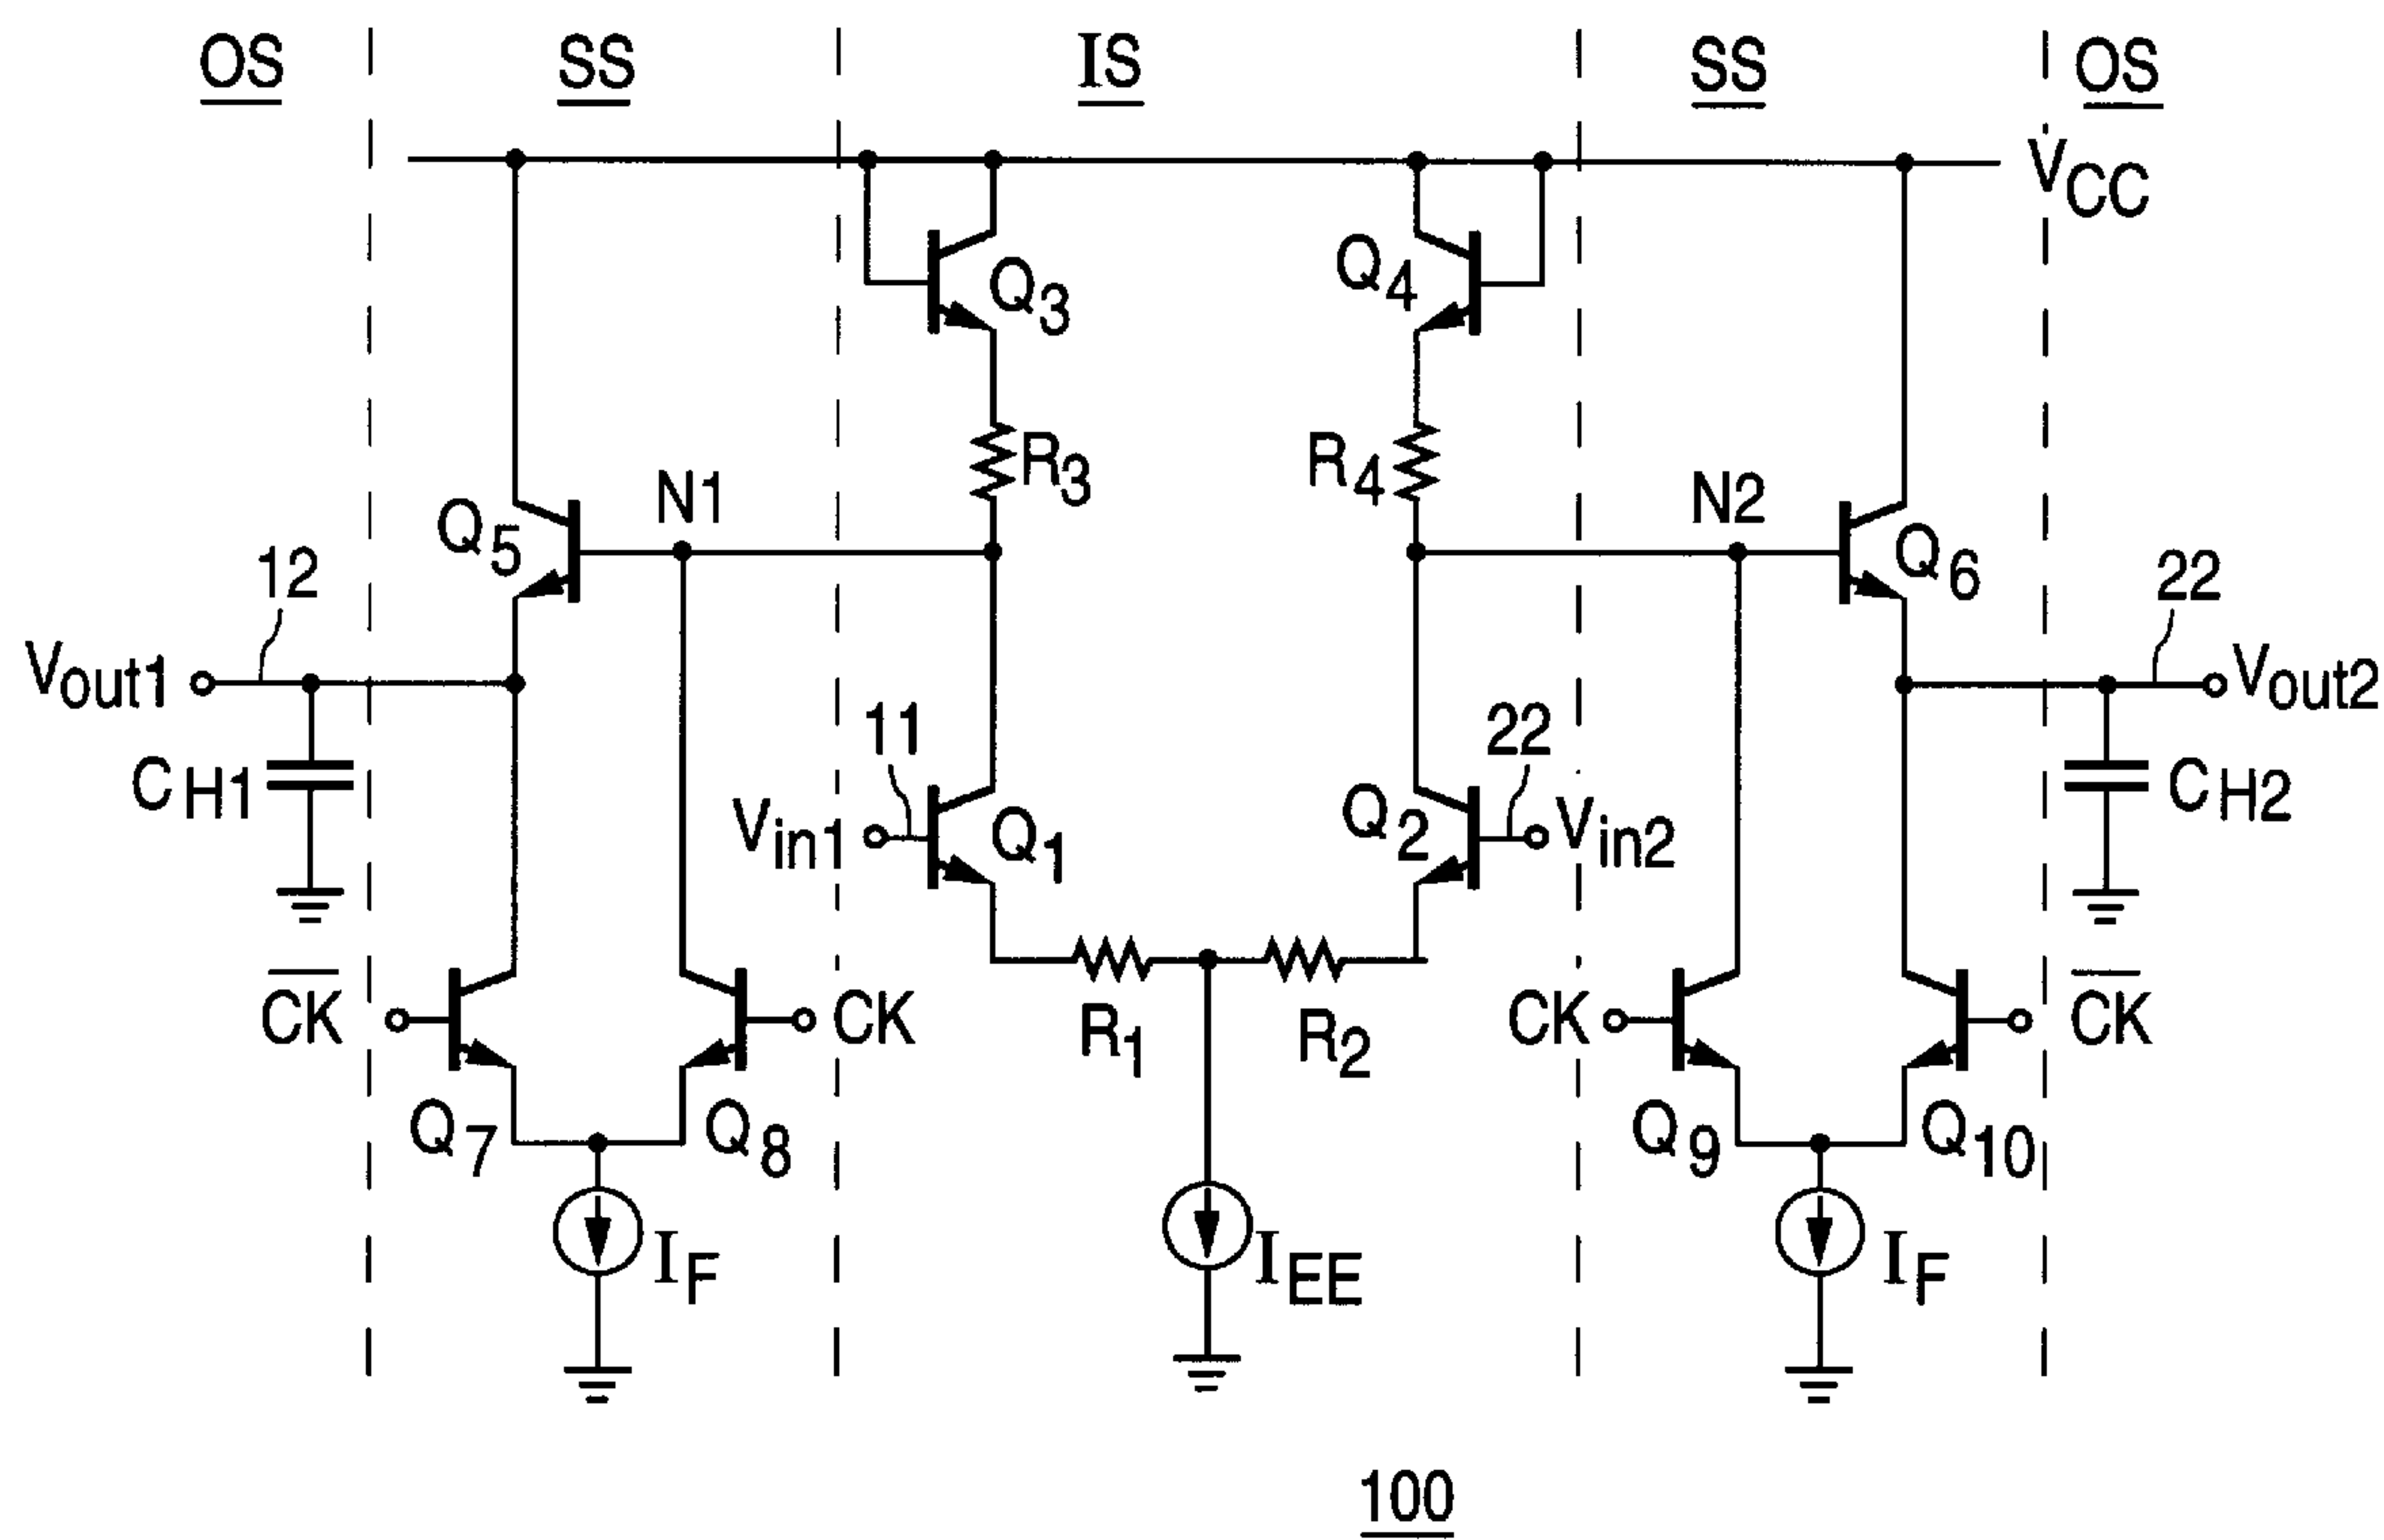 OS SS IS SS OS
VCC
Q3 Q4
R3 R4
Q5 N1 N2 Q6
12 22
Vout1 Vout2
11 22
CH1 Vin1 Q1 Q2 Vin2 CH2
CK CK R1 R2 CK CK
Q7 Q8 Q9 Q10
IF IEE IF
100